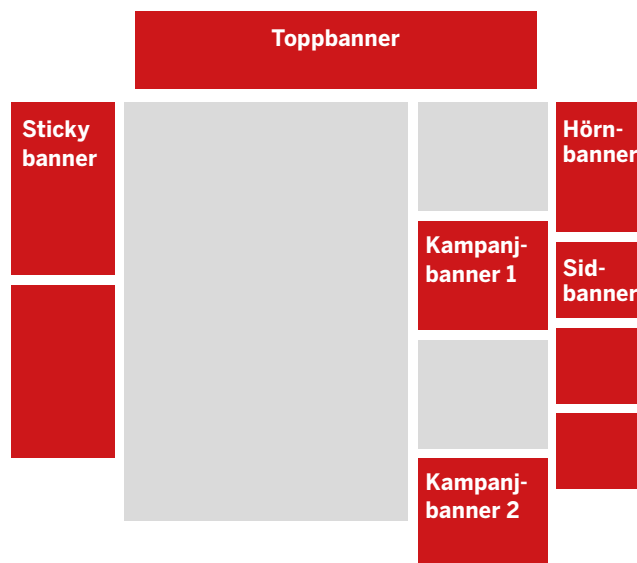 Toppbanner
Sticky
banner
Hörn-
banner
Kampanj-
banner 1
Sid-
banner
Kampanj-
banner 2